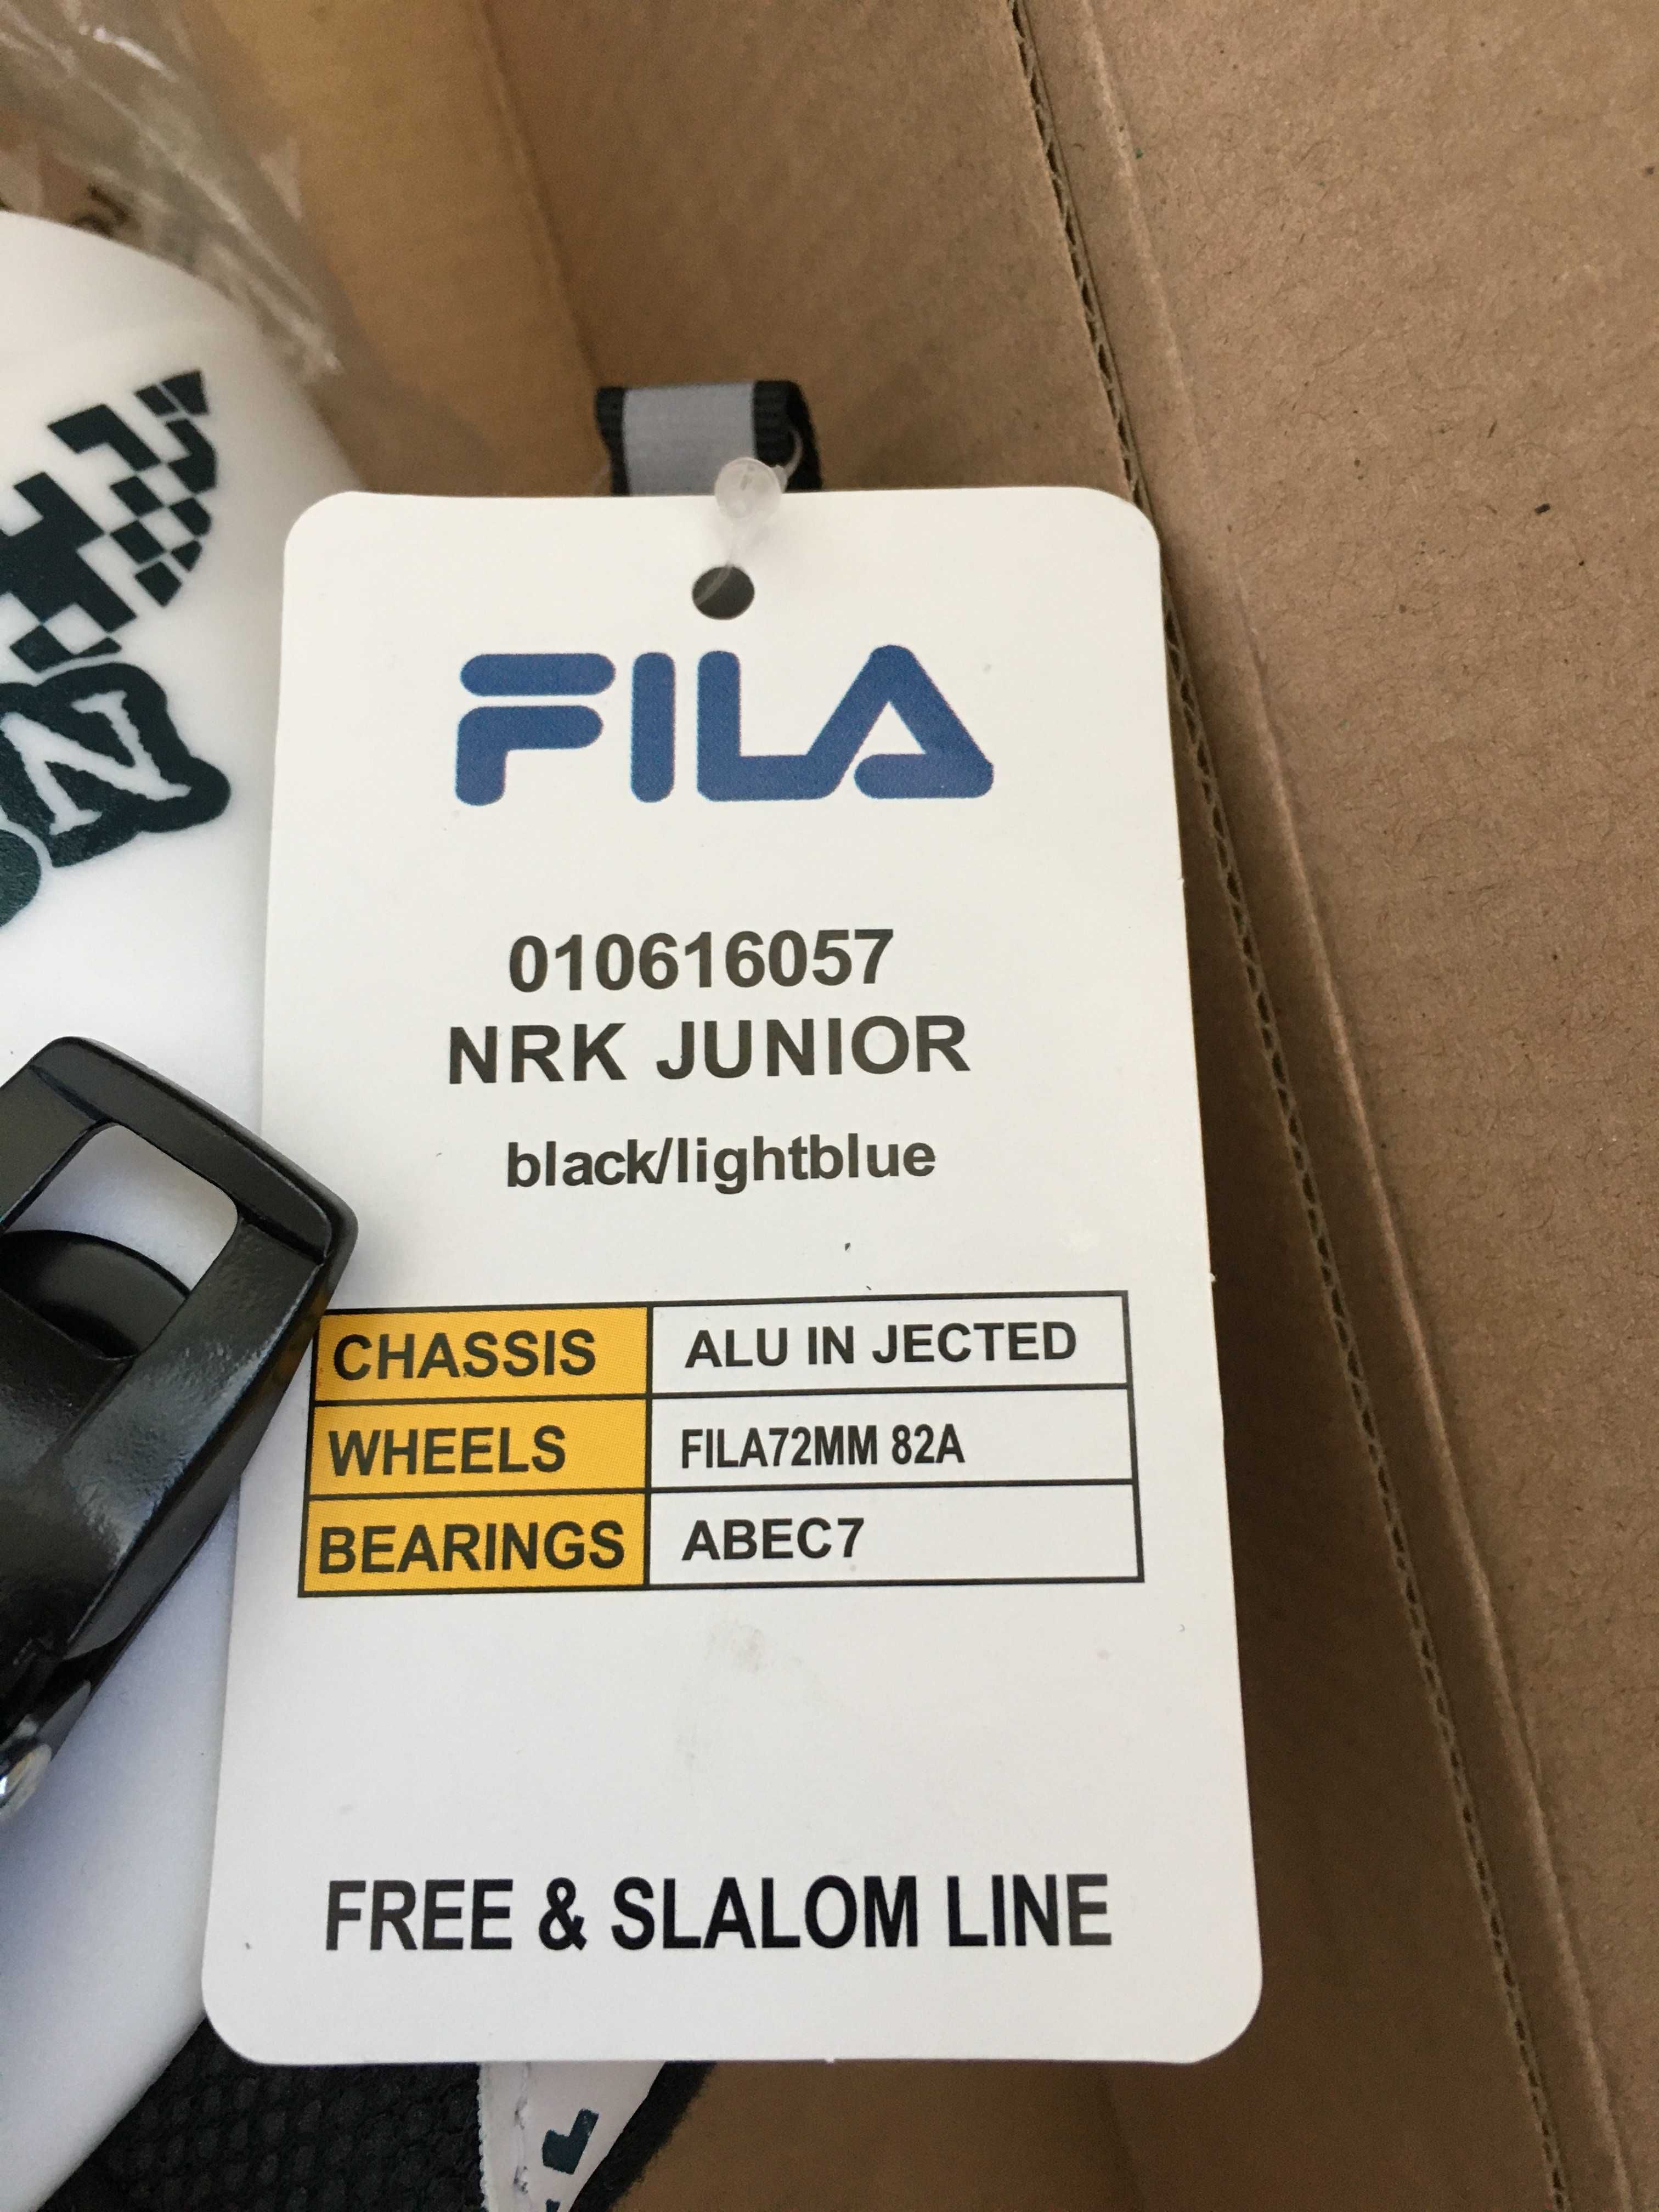 FILA
010616057
NRK JUNIOR
black/lightblue
CHASSIS ALU IN JECTED
WHEELS FILA72MM 82A
BEARINGS ABEC7
FREE & SLALOM LINE